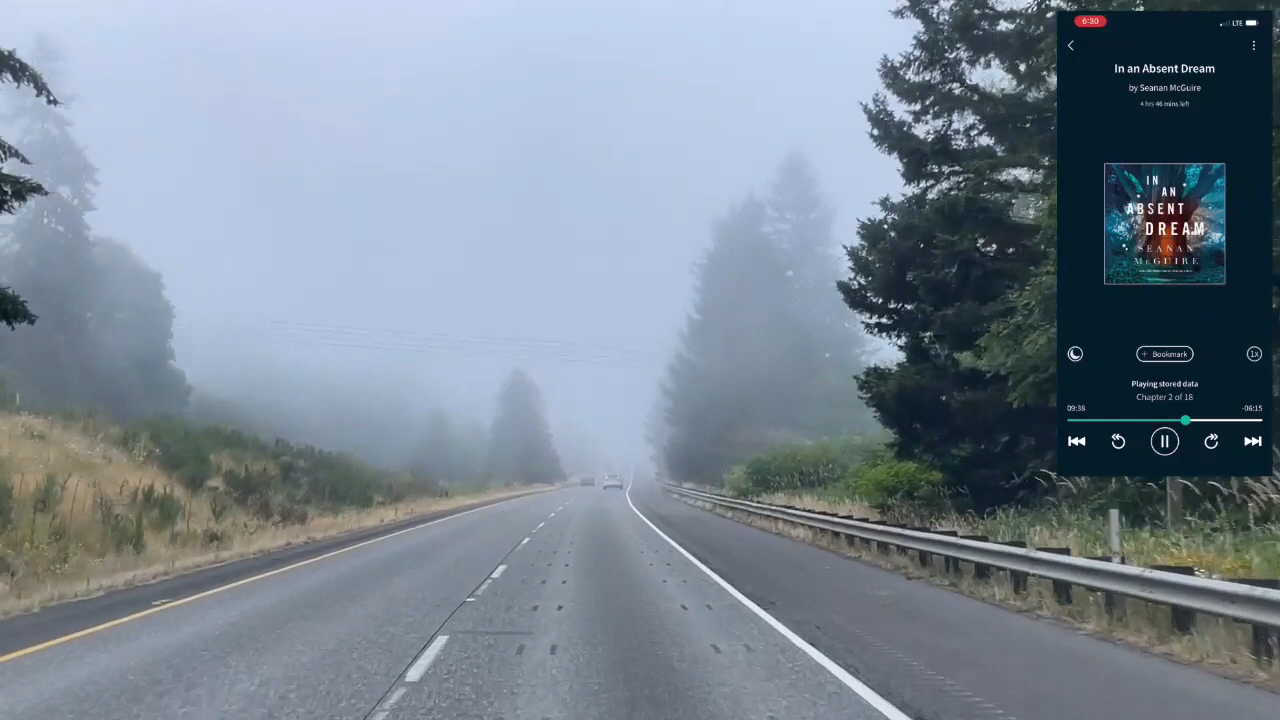 6:30
LTE
In an Absent Dream
by Seanan McGuire
4 hrs 46 mins left
IN
AN
ABSENT
DREAM
SEANAN
McGUIRE
+ Bookmark
1X
Playing stored data
Chapter 2 of 18
09:38
-06:15